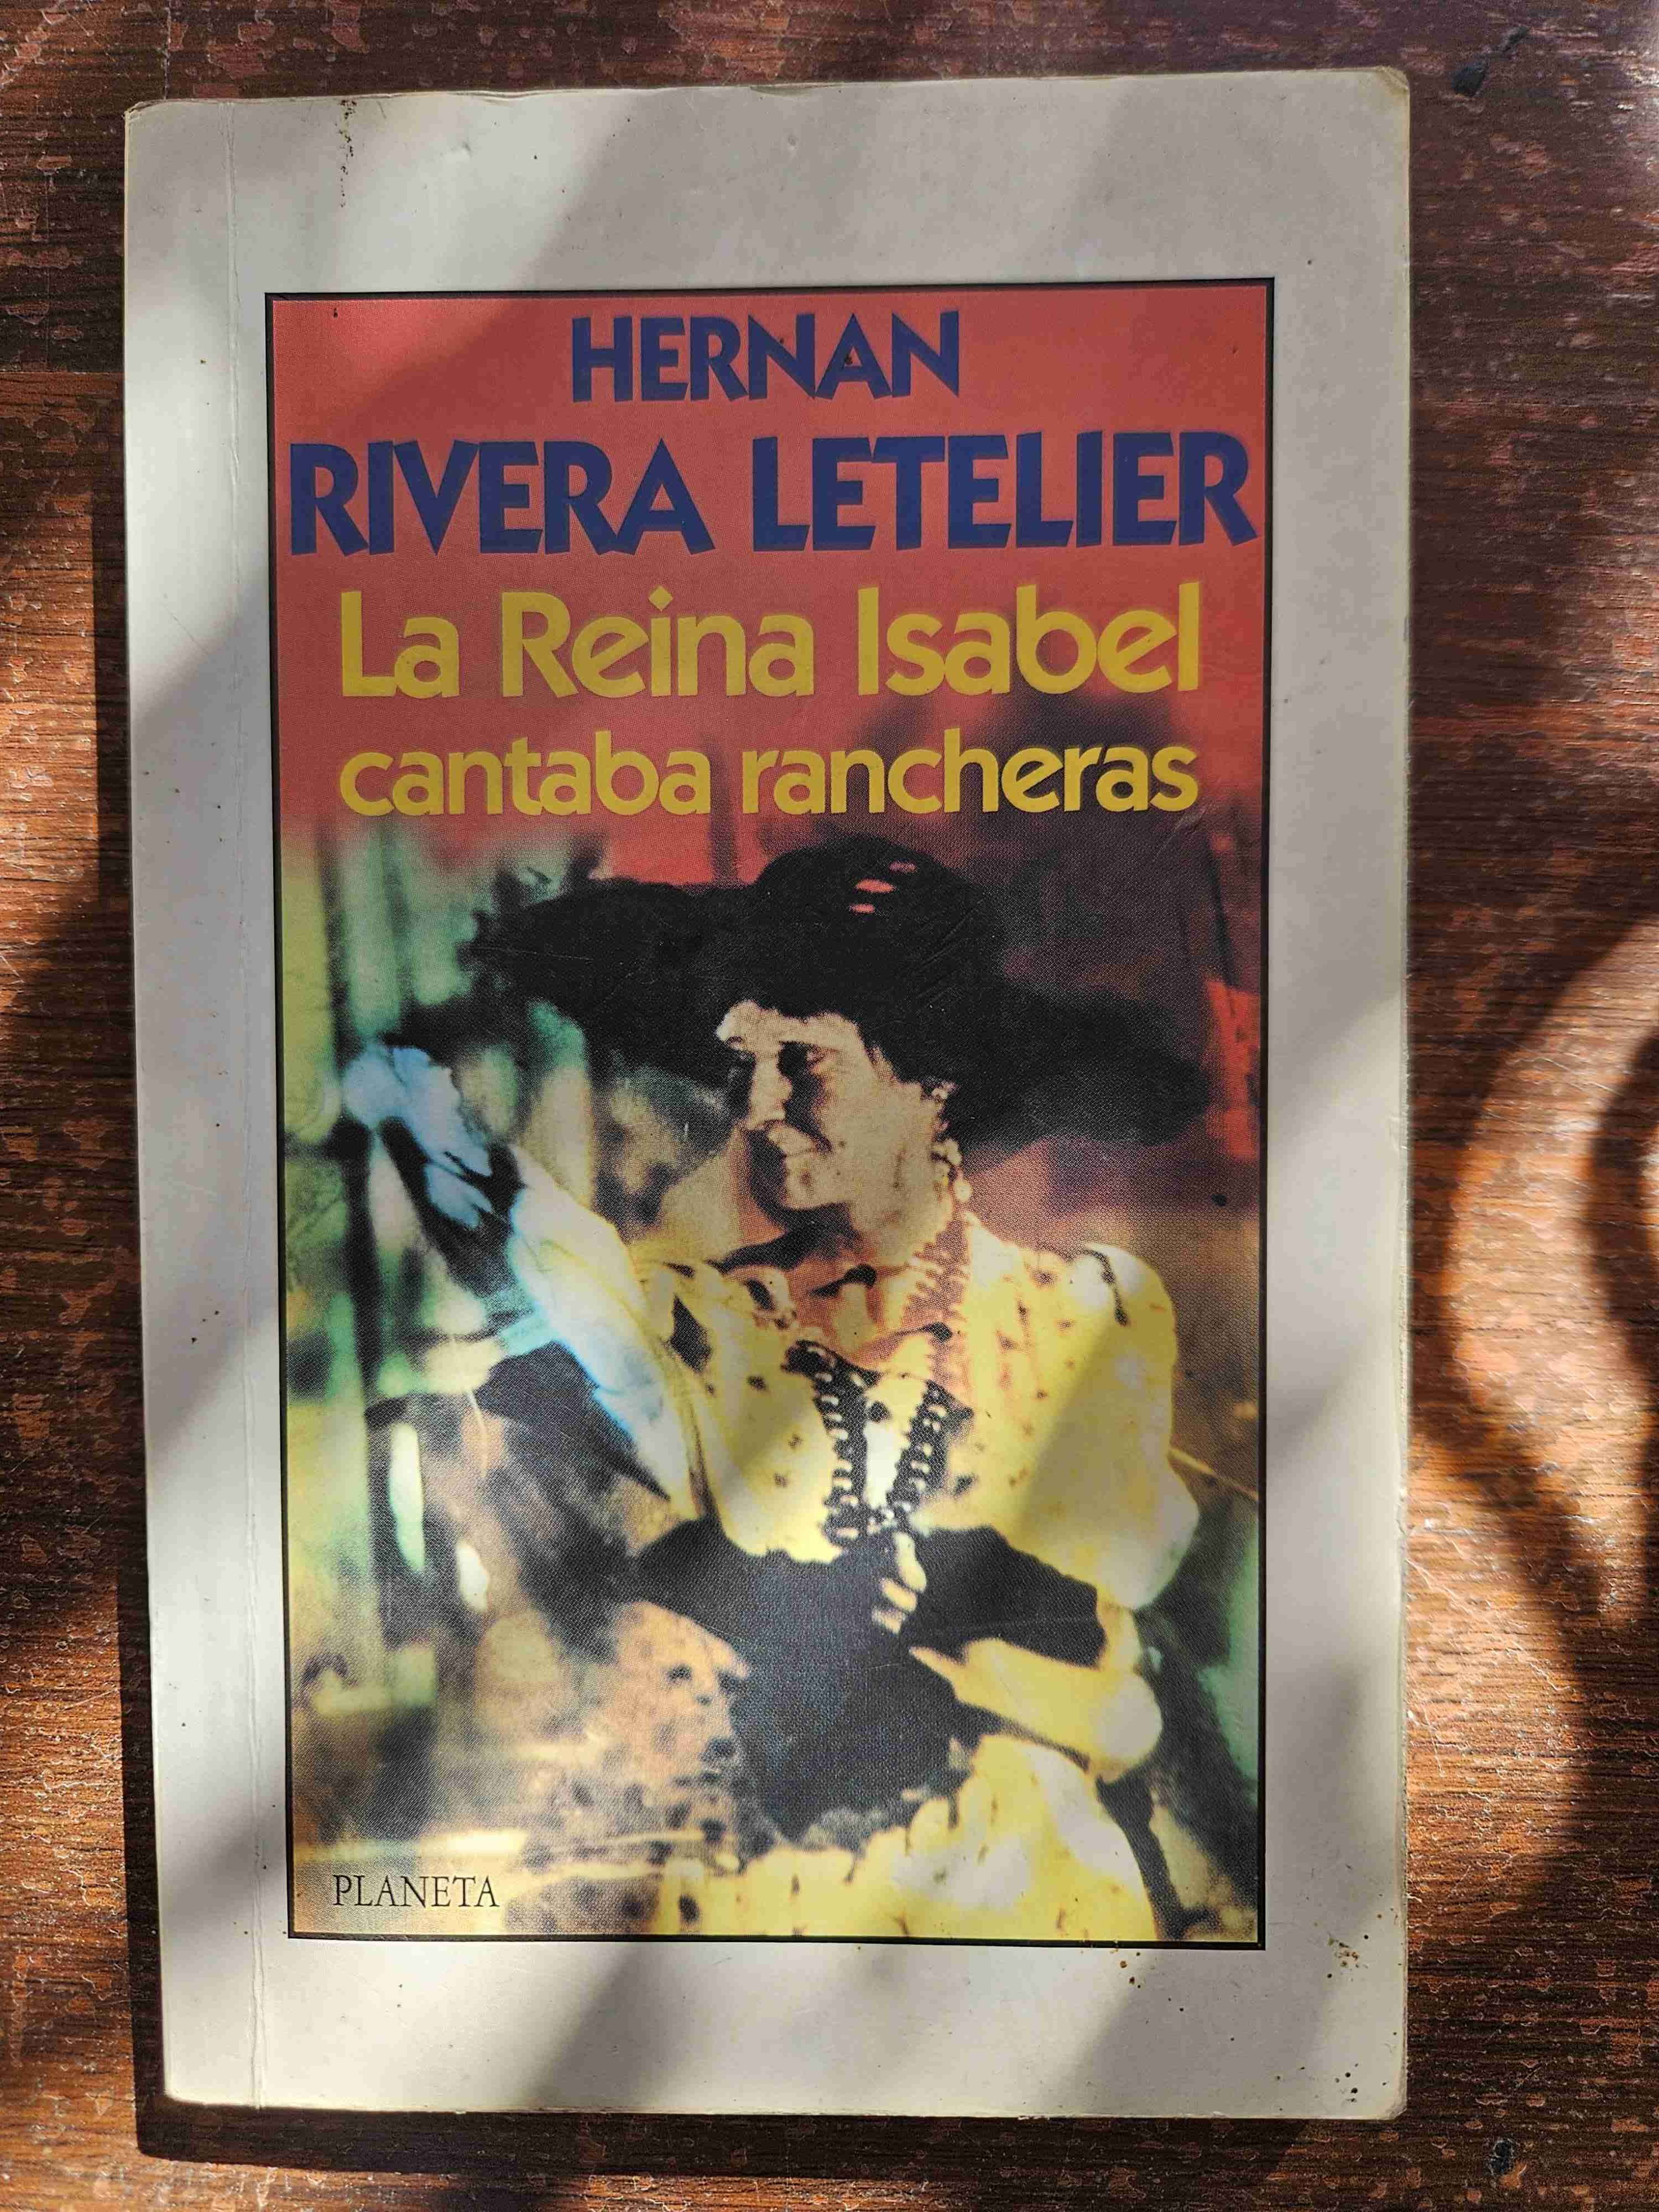 HERNAN
RIVERA LETELIER
La Reina Isabel
cantaba rancheras
PLANETA